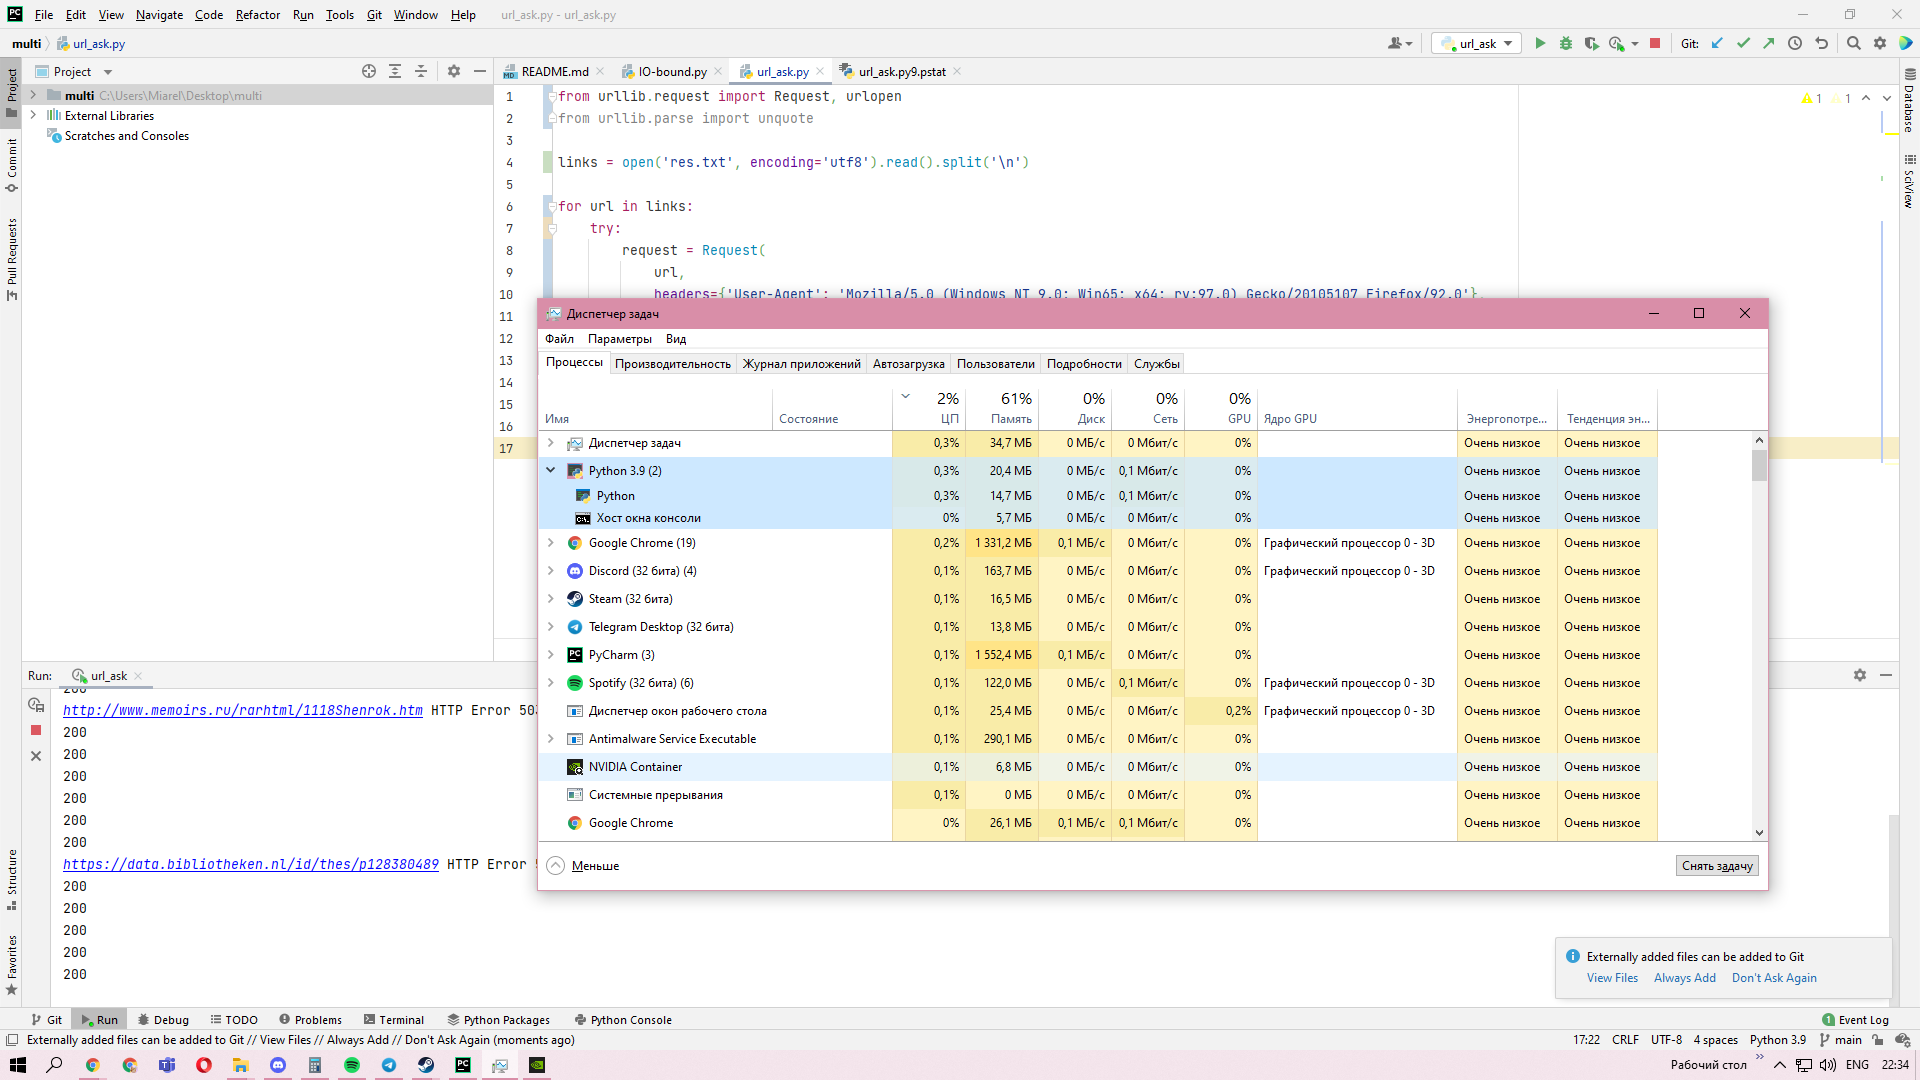 File Edit View Navigate Code Refactor Run Tools Git Window Help url_ask.py - url_ask.py
multi url_ask.py url_ask Git:
Project README.md IO-bound.py url_ask.py url_ask.py9.pstat
multi C:\Users\Miarel\Desktop\multi
External Libraries
Scratches and Consoles
Project
Commit
Pull Requests
Structure
Favorites
Database
SciView
1 from urllib.request import Request, urlopen
2 from urllib.parse import unquote
3
4 links = open('res.txt', encoding='utf8').read().split('\n')
5
6 for url in links:
7 try:
8 request = Request(
9 url,
10 headers={'User-Agent': 'Mozilla/5.0 (Windows NT 9.0; Win65; x64; rv:97.0) Gecko/20105107 Firefox/92.0'},
11
12
13
14
15
16
17
1 1
Диспетчер задач
Файл Параметры Вид
Процессы Производительность Журнал приложений Автозагрузка Пользователи Подробности Службы
2% 61% 0% 0% 0%
Имя Состояние ЦП Память Диск Сеть GPU Ядро GPU Энергопотре... Тенденция эн...
Диспетчер задач 0,3% 34,7 МБ 0 МБ/с 0 Мбит/с 0% Очень низкое Очень низкое
Python 3.9 (2) 0,3% 20,4 МБ 0 МБ/с 0,1 Мбит/с 0% Очень низкое Очень низкое
Python 0,3% 14,7 МБ 0 МБ/с 0,1 Мбит/с 0% Очень низкое Очень низкое
Хост окна консоли 0% 5,7 МБ 0 МБ/с 0 Мбит/с 0% Очень низкое Очень низкое
Google Chrome (19) 0,2% 1 331,2 МБ 0,1 МБ/с 0 Мбит/с 0% Графический процессор 0 - 3D Очень низкое Очень низкое
Discord (32 бита) (4) 0,1% 163,7 МБ 0 МБ/с 0 Мбит/с 0% Графический процессор 0 - 3D Очень низкое Очень низкое
Steam (32 бита) 0,1% 16,5 МБ 0 МБ/с 0 Мбит/с 0% Очень низкое Очень низкое
Telegram Desktop (32 бита) 0,1% 13,8 МБ 0 МБ/с 0 Мбит/с 0% Очень низкое Очень низкое
PyCharm (3) 0,1% 1 552,4 МБ 0,1 МБ/с 0 Мбит/с 0% Очень низкое Очень низкое
Spotify (32 бита) (6) 0,1% 122,0 МБ 0 МБ/с 0,1 Мбит/с 0% Графический процессор 0 - 3D Очень низкое Очень низкое
Диспетчер окон рабочего стола 0,1% 25,4 МБ 0 МБ/с 0 Мбит/с 0,2% Графический процессор 0 - 3D Очень низкое Очень низкое
Antimalware Service Executable 0,1% 290,1 МБ 0 МБ/с 0 Мбит/с 0% Очень низкое Очень низкое
NVIDIA Container 0,1% 6,8 МБ 0 МБ/с 0 Мбит/с 0% Очень низкое Очень низкое
Системные прерывания 0,1% 0 МБ 0 МБ/с 0 Мбит/с 0% Очень низкое Очень низкое
Google Chrome 0% 26,1 МБ 0,1 МБ/с 0,1 Мбит/с 0% Очень низкое Очень низкое
Меньше Снять задачу
Run: url_ask
200
http://www.memoirs.ru/rarhtml/1118Shenrok.htm HTTP Error 503
200
200
200
200
200
200
https://data.bibliotheken.nl/id/thes/p128380489 HTTP Error
200
200
200
200
200
Externally added files can be added to Git
View Files Always Add Don't Ask Again
Git Run Debug TODO Problems Terminal Python Packages Python Console 1 Event Log
Externally added files can be added to Git // View Files // Always Add // Don't Ask Again (moments ago) 17:22 CRLF UTF-8 4 spaces Python 3.9 main
Рабочий стол ENG 22:34